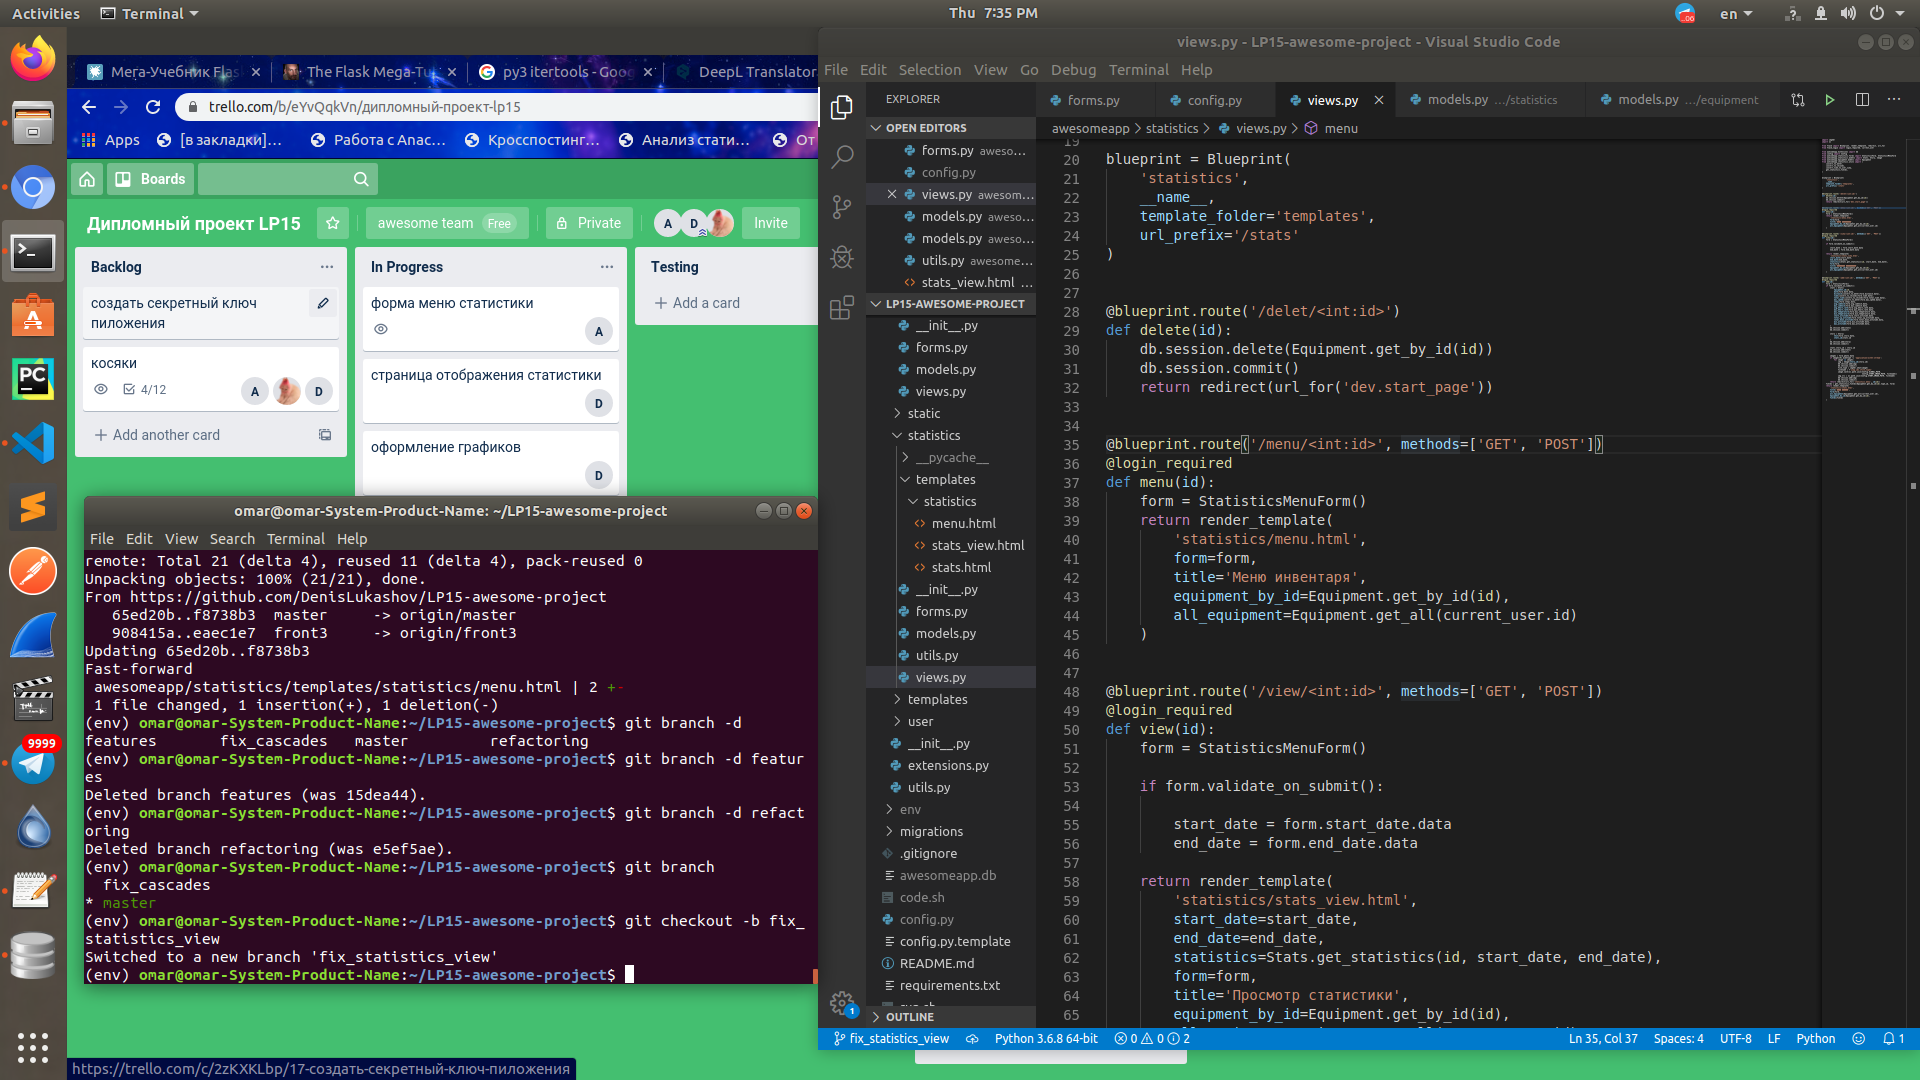 Activities
Terminal
Thu 7:35 PM
en
Мега-Учебник Flas
The Flask Mega-Tu
py3 itertools - Goo
DeepL Translator
trello.com/b/eYvQqkVn/дипломный-проект-lp15
Apps
[в закладки]...
Работа с Anac...
Кросспостинг...
Анализ стати...
От
Boards
Дипломный проект LP15
awesome team Free
Private
A
D
Invite
Backlog
создать секретный ключ
пиложения
косяки
4/12
A
D
Add another card
In Progress
форма меню статистики
A
страница отображения статистики
D
оформление графиков
D
Testing
Add a card
9999
omar@omar-System-Product-Name: ~/LP15-awesome-project
File Edit View Search Terminal Help
remote: Total 21 (delta 4), reused 11 (delta 4), pack-reused 0
Unpacking objects: 100% (21/21), done.
From https://github.com/DenisLukashov/LP15-awesome-project
65ed20b..f8738b3 master -> origin/master
908415a..eaec1e7 front3 -> origin/front3
Updating 65ed20b..f8738b3
Fast-forward
awesomeapp/statistics/templates/statistics/menu.html | 2 +-
1 file changed, 1 insertion(+), 1 deletion(-)
(env) omar@omar-System-Product-Name:~/LP15-awesome-project$ git branch -d
features fix_cascades master refactoring
(env) omar@omar-System-Product-Name:~/LP15-awesome-project$ git branch -d featur
es
Deleted branch features (was 15dea44).
(env) omar@omar-System-Product-Name:~/LP15-awesome-project$ git branch -d refact
oring
Deleted branch refactoring (was e5ef5ae).
(env) omar@omar-System-Product-Name:~/LP15-awesome-project$ git branch
fix_cascades
* master
(env) omar@omar-System-Product-Name:~/LP15-awesome-project$ git checkout -b fix_
statistics_view
Switched to a new branch 'fix_statistics_view'
(env) omar@omar-System-Product-Name:~/LP15-awesome-project$
https://trello.com/c/2zKXKLbp/17-создать-секретный-ключ-пиложения
views.py - LP15-awesome-project - Visual Studio Code
File Edit Selection View Go Debug Terminal Help
EXPLORER
OPEN EDITORS
forms.py aweso...
config.py
views.py awesom...
models.py aweso...
models.py aweso...
utils.py awesome...
stats_view.html ...
LP15-AWESOME-PROJECT
__init__.py
forms.py
models.py
views.py
static
statistics
__pycache__
templates
statistics
menu.html
stats_view.html
stats.html
__init__.py
forms.py
models.py
utils.py
views.py
templates
user
__init__.py
extensions.py
utils.py
env
migrations
.gitignore
awesomeapp.db
code.sh
config.py
config.py.template
README.md
requirements.txt
OUTLINE
forms.py
config.py
views.py
models.py .../statistics
models.py .../equipment
awesomeapp > statistics > views.py > menu
19
20 blueprint = Blueprint(
21 'statistics',
22 __name__,
23 template_folder='templates',
24 url_prefix='/stats'
25 )
26
27
28 @blueprint.route('/delet/<int:id>')
29 def delete(id):
30 db.session.delete(Equipment.get_by_id(id))
31 db.session.commit()
32 return redirect(url_for('dev.start_page'))
33
34
35 @blueprint.route('/menu/<int:id>', methods=['GET', 'POST'])
36 @login_required
37 def menu(id):
38 form = StatisticsMenuForm()
39 return render_template(
40 'statistics/menu.html',
41 form=form,
42 title='Меню инвентаря',
43 equipment_by_id=Equipment.get_by_id(id),
44 all_equipment=Equipment.get_all(current_user.id)
45 )
46
47
48 @blueprint.route('/view/<int:id>', methods=['GET', 'POST'])
49 @login_required
50 def view(id):
51 form = StatisticsMenuForm()
52
53 if form.validate_on_submit():
54
55 start_date = form.start_date.data
56 end_date = form.end_date.data
57
58 return render_template(
59 'statistics/stats_view.html',
60 start_date=start_date,
61 end_date=end_date,
62 statistics=Stats.get_statistics(id, start_date, end_date),
63 form=form,
64 title='Просмотр статистики',
65 equipment_by_id=Equipment.get_by_id(id),
1
fix_statistics_view
Python 3.6.8 64-bit
0 0 2
Ln 35, Col 37
Spaces: 4
UTF-8
LF
Python
1